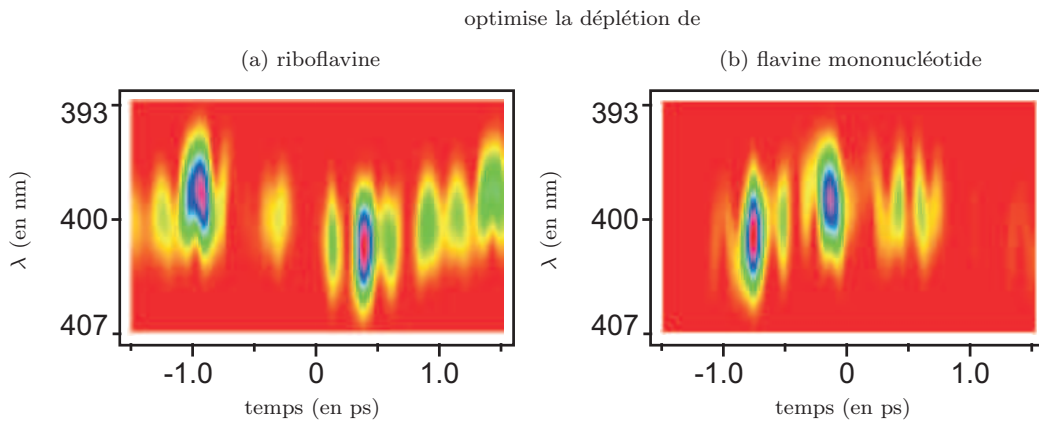 optimise la déplétion de
(a) riboflavine
(b) flavine mononucléotide
393
400
407
λ (en nm)
-1.0 0 1.0
temps (en ps)
393
400
407
λ (en nm)
-1.0 0 1.0
temps (en ps)